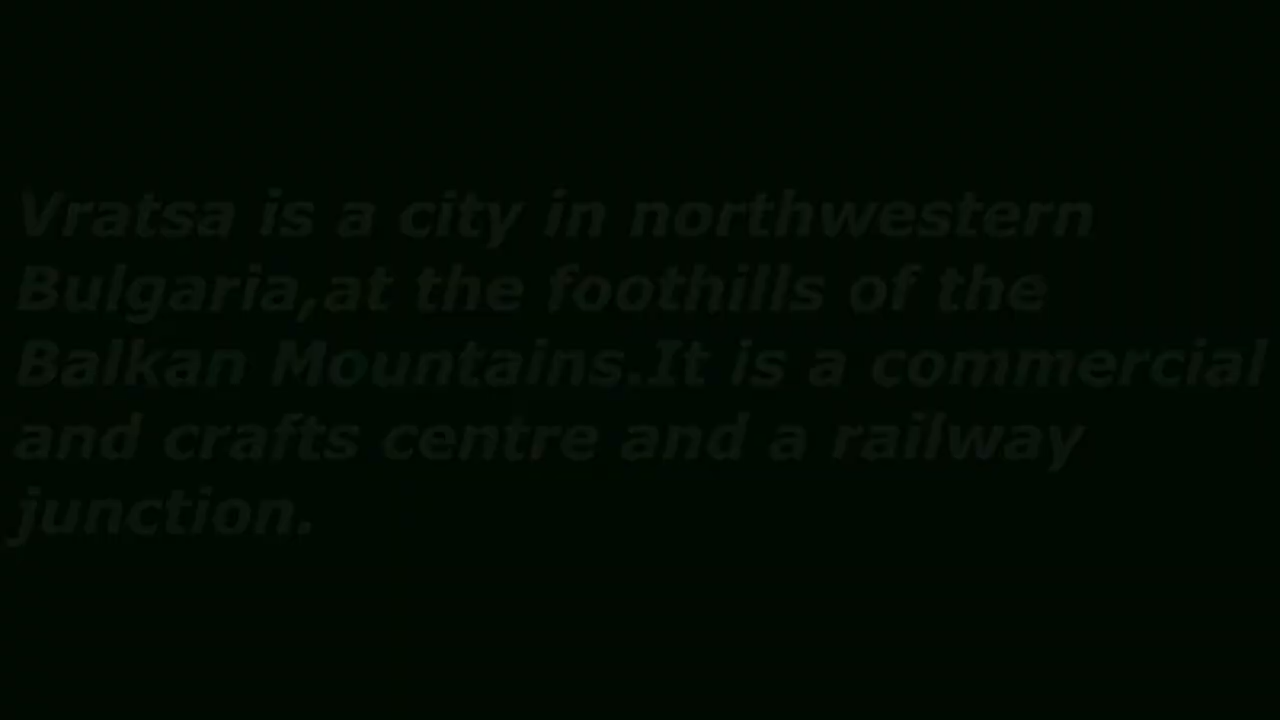 Vratsa is a city in northwestern
Bulgaria,at the foothills of the
Balkan Mountains.It is a commercial
and crafts centre and a railway
junction.